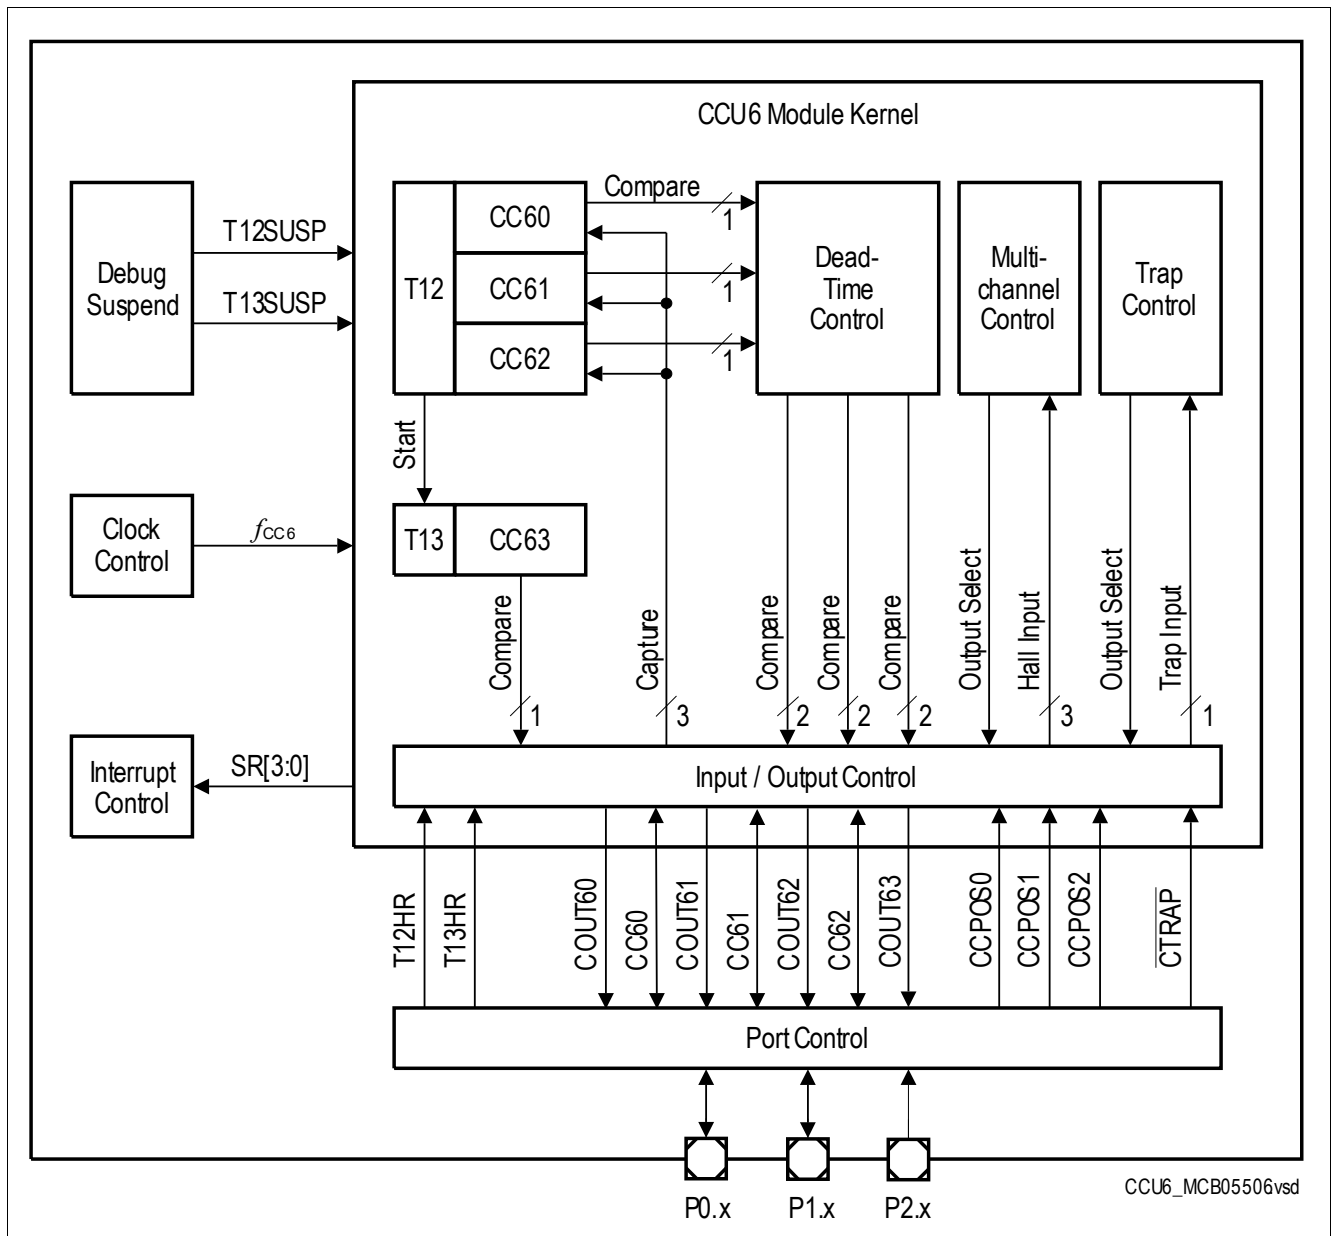 CCU6 Module Kernel
Debug
Suspend
T12SUSP
T13SUSP
T12
CC60
CC61
CC62
Compare
1
1
1
Dead-
Time
Control
Multi-
channel
Control
Trap
Control
Start
T13
CC63
Clock
Control
fCC6
Compare
1
Capture
3
Compare
2
Compare
2
Compare
2
Output Select
Hall Input
3
Output Select
Trap Input
1
Interrupt
Control
SR[3:0]
Input / Output Control
T12HR
T13HR
COUT60
CC60
COUT61
CC61
COUT62
CC62
COUT63
CCPOS0
CCPOS1
CCPOS2
CTRAP
Port Control
P0.x
P1.x
P2.x
CCU6_MCB05506.vsd